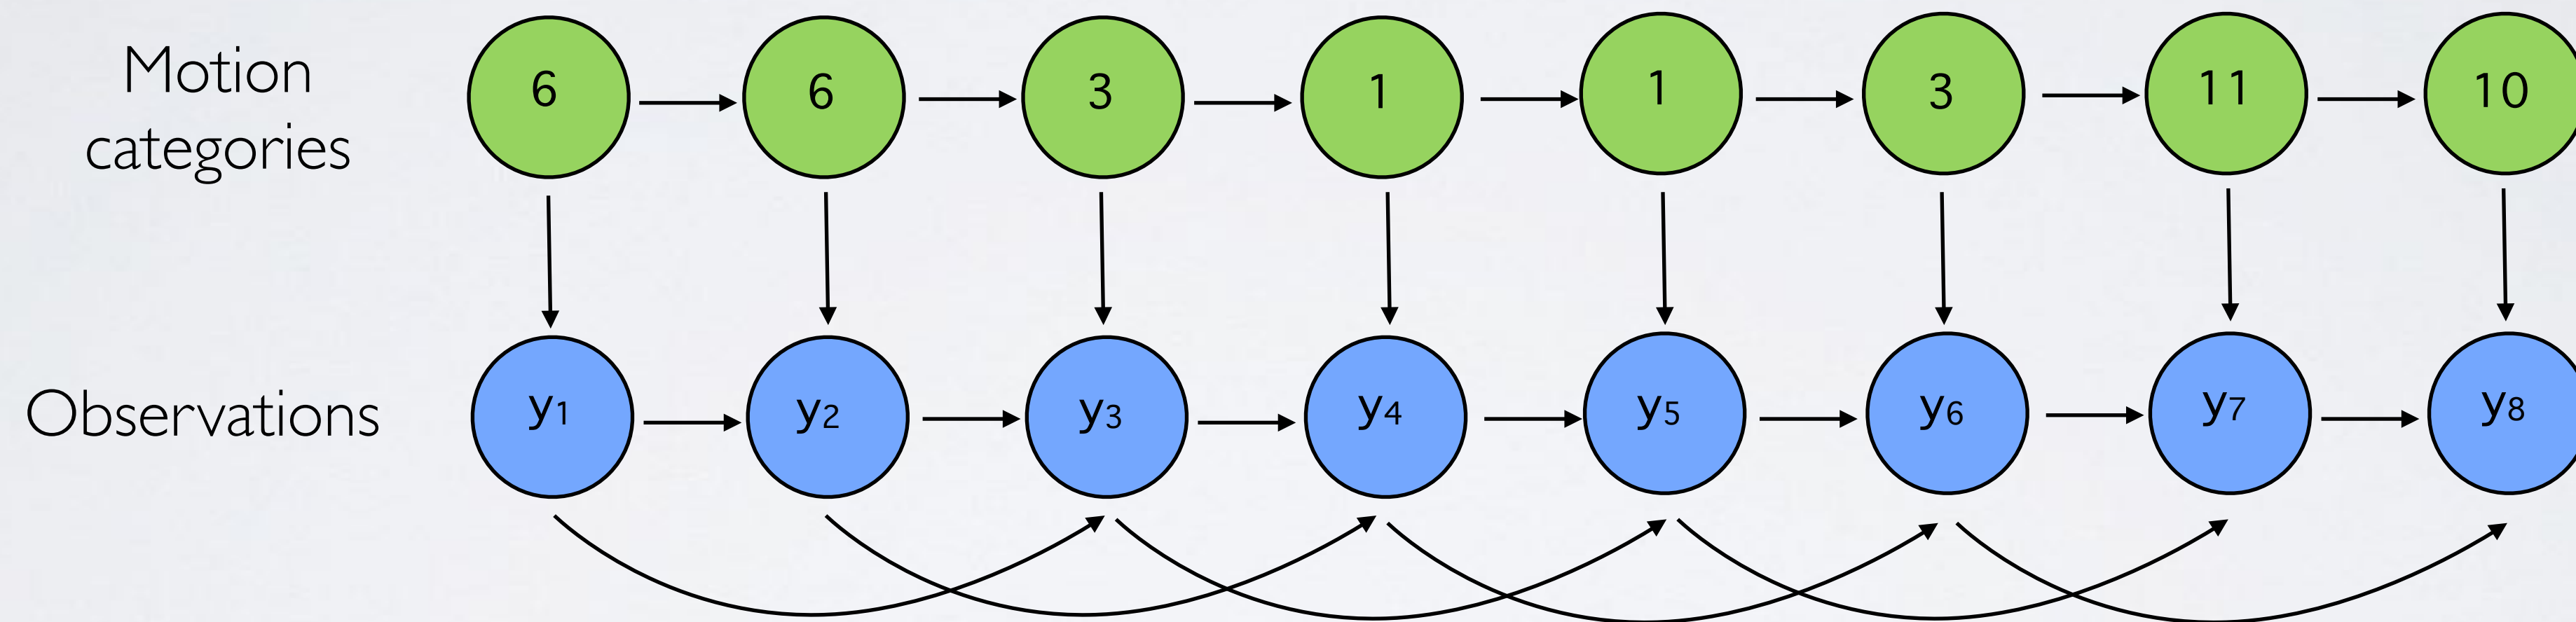 Motion
categories
6 6 3 1 1 3 11 10
Observations
y1 y2 y3 y4 y5 y6 y7 y8